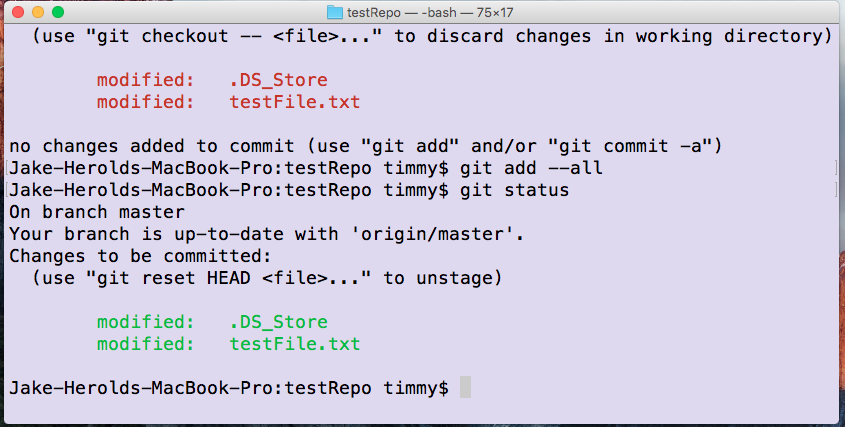 testRepo — -bash — 75×17
(use "git checkout -- <file>..." to discard changes in working directory)
modified:   .DS_Store
modified:   testFile.txt
no changes added to commit (use "git add" and/or "git commit -a")
Jake-Herolds-MacBook-Pro:testRepo timmy$ git add --all
Jake-Herolds-MacBook-Pro:testRepo timmy$ git status
On branch master
Your branch is up-to-date with 'origin/master'.
Changes to be committed:
(use "git reset HEAD <file>..." to unstage)
modified:   .DS_Store
modified:   testFile.txt
Jake-Herolds-MacBook-Pro:testRepo timmy$